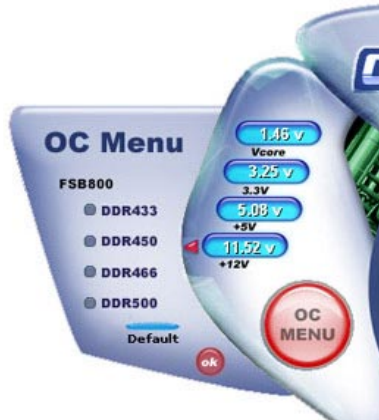 OC Menu
FSB800
DDR433
DDR450
DDR466
DDR500
Default
ok
1.46 v
Vcore
3.25 v
3.3V
5.08 v
+5V
11.52 v
+12V
OC
MENU